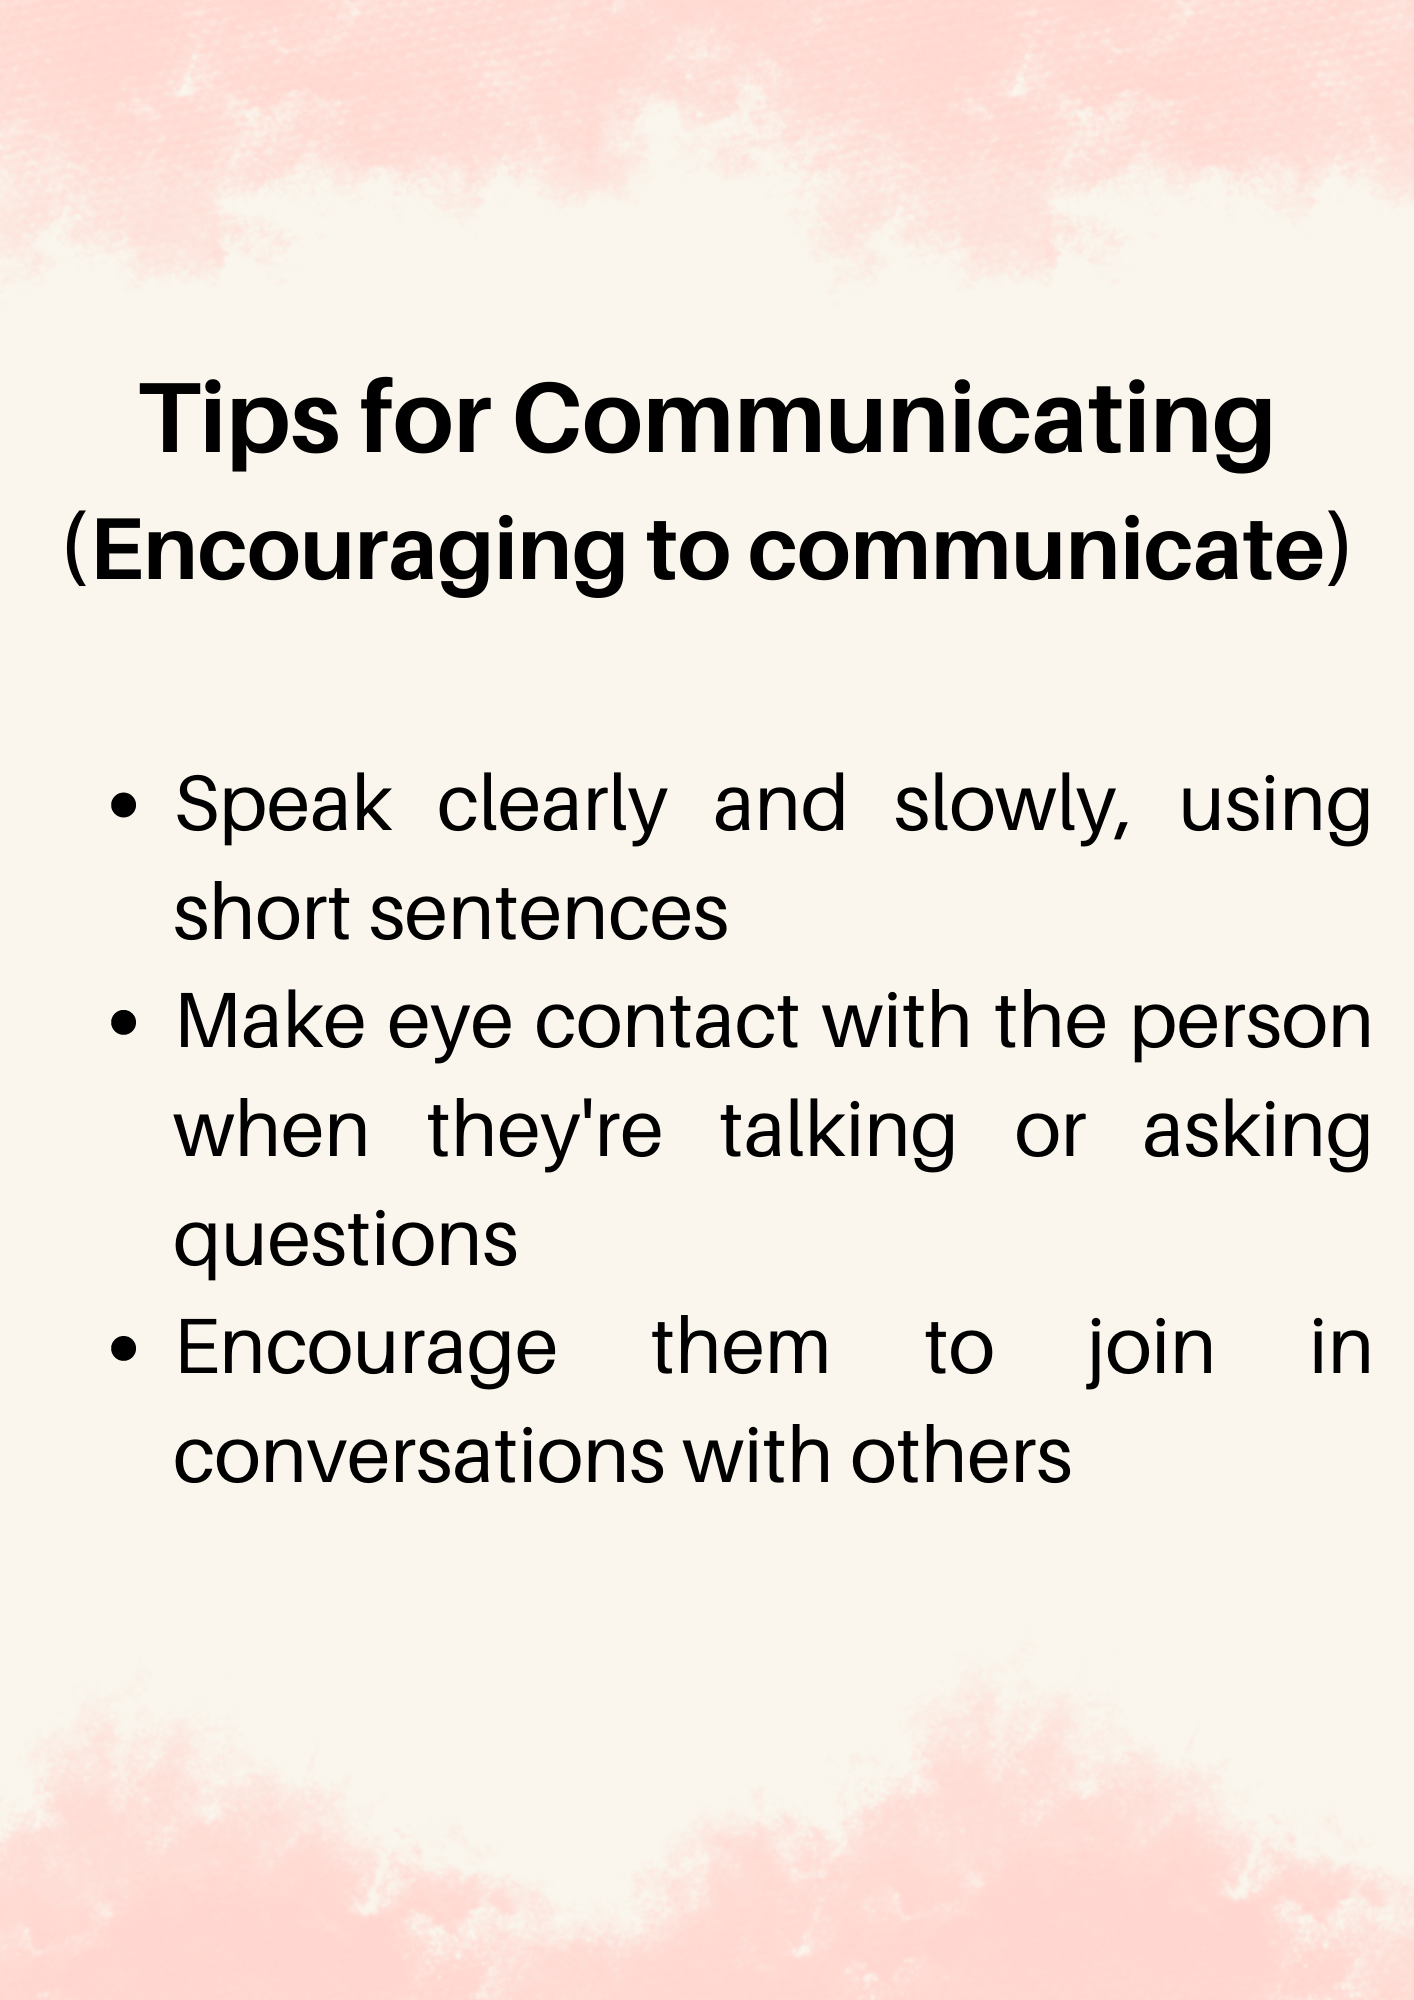 Tips for Communicating
(Encouraging to communicate)
• Speak clearly and slowly, using
short sentences
• Make eye contact with the person
when they're talking or asking
questions
• Encourage them to join in
conversations with others